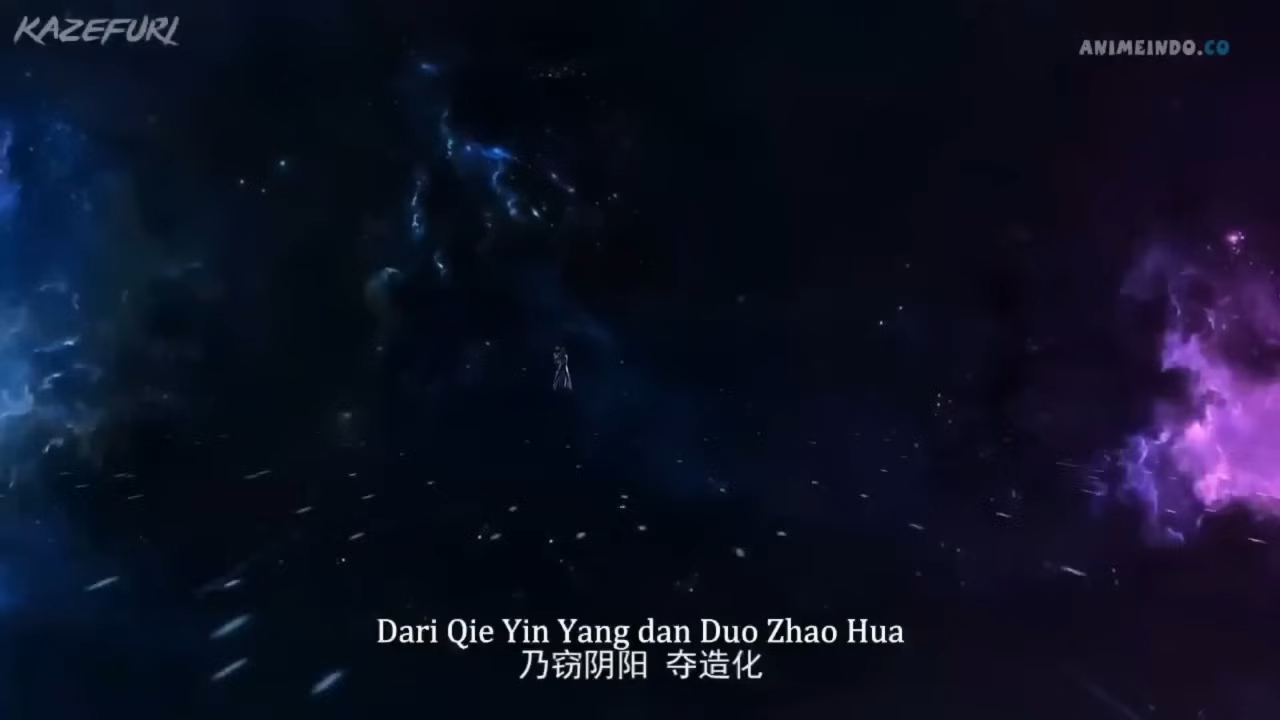 KAZEFURI
ANIMEINDO.CO
Dari Qie Yin Yang dan Duo Zhao Hua
乃窃阴阳 夺造化